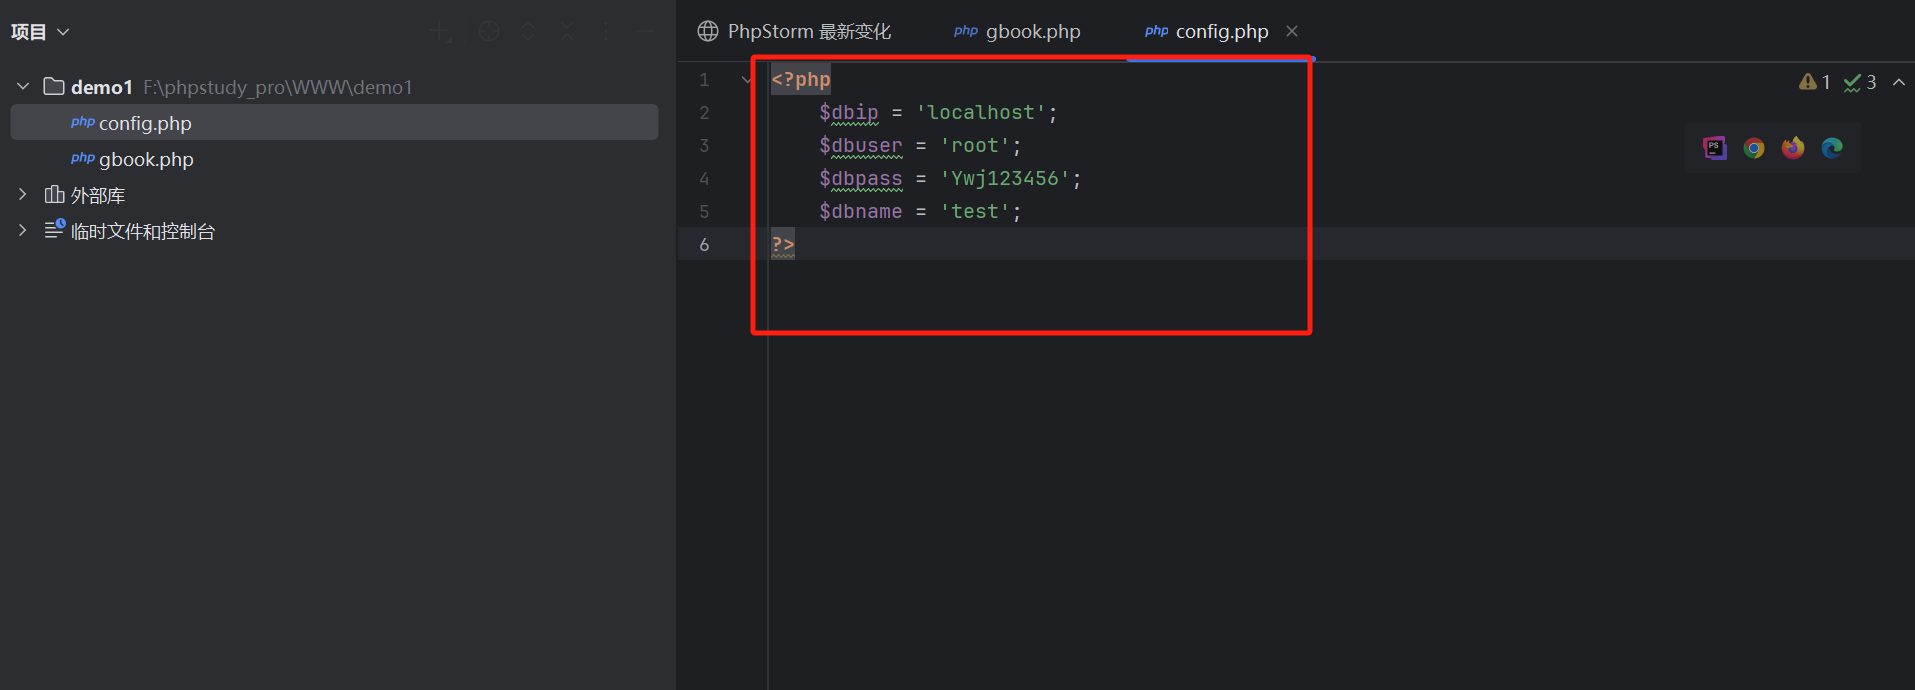 项目
demo1 F:\phpstudy_pro\WWW\demo1
php config.php
php gbook.php
外部库
临时文件和控制台
PhpStorm 最新变化
php gbook.php
php config.php
1 <?php
2 $dbip = 'localhost';
3 $dbuser = 'root';
4 $dbpass = 'Ywj123456';
5 $dbname = 'test';
6 ?>
1 3
PS